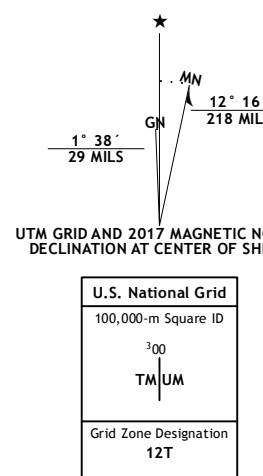 ★
MN
GN
12° 16
218 MIL
1° 38´
29 MILS
UTM GRID AND 2017 MAGNETIC N
DECLINATION AT CENTER OF SH
U.S. National Grid
100,000-m Square ID
³00
TM UM
Grid Zone Designation
12T